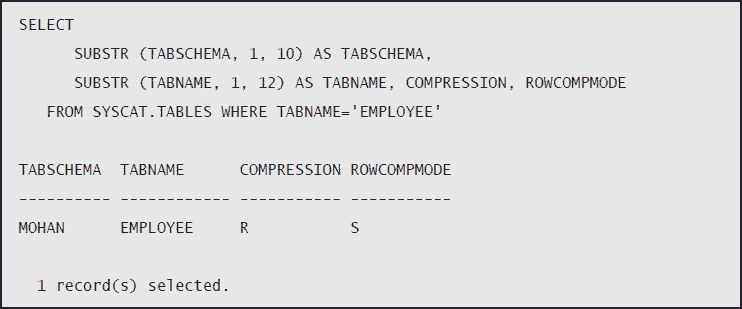 SELECT
SUBSTR (TABSCHEMA, 1, 10) AS TABSCHEMA,
SUBSTR (TABNAME, 1, 12) AS TABNAME, COMPRESSION, ROWCOMPMODE
FROM SYSCAT.TABLES WHERE TABNAME='EMPLOYEE'
TABSCHEMA TABNAME COMPRESSION ROWCOMPMODE
---------- ------------ ----------- -----------
MOHAN EMPLOYEE R S
1 record(s) selected.